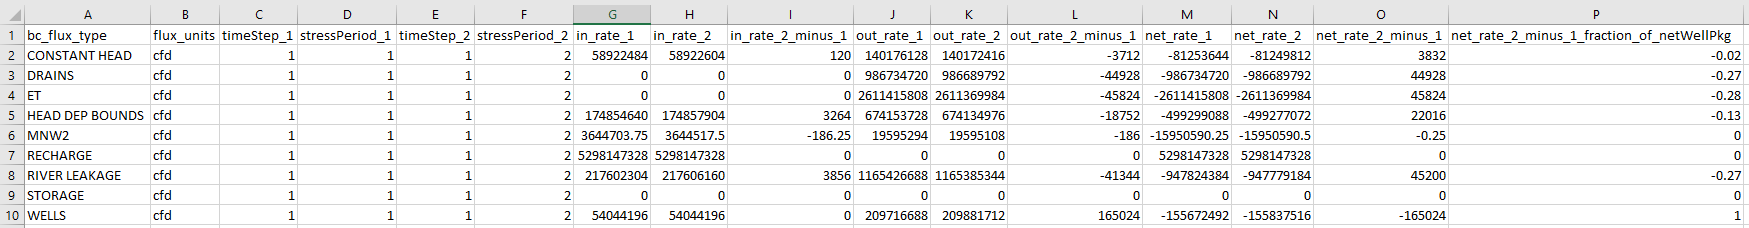 A B C D E F G H I J K L M N O P
1 bc_flux_type flux_units timeStep_1 stressPeriod_1 timeStep_2 stressPeriod_2 in_rate_1 in_rate_2 in_rate_2_minus_1 out_rate_1 out_rate_2 out_rate_2_minus_1 net_rate_1 net_rate_2 net_rate_2_minus_1 net_rate_2_minus_1_fraction_of_netWellPkg
2 CONSTANT HEAD cfd 1 1 1 2 58922484 58922604 120 140176128 140172416 -3712 -81253644 -81249812 3832 -0.02
3 DRAINS cfd 1 1 1 2 0 0 0 986734720 986689792 -44928 -986734720 -986689792 44928 -0.27
4 ET cfd 1 1 1 2 0 0 0 2611415808 2611369984 -45824 -2611415808 -2611369984 45824 -0.28
5 HEAD DEP BOUNDS cfd 1 1 1 2 174854640 174857904 3264 674153728 674134976 -18752 -499299088 -499277072 22016 -0.13
6 MNW2 cfd 1 1 1 2 3644703.75 3644517.5 -186.25 19595294 19595108 -186 -15950590.25 -15950590.5 -0.25 0
7 RECHARGE cfd 1 1 1 2 5298147328 5298147328 0 0 0 0 5298147328 5298147328 0 0
8 RIVER LEAKAGE cfd 1 1 1 2 217602304 217606160 3856 1165426688 1165385344 -41344 -947824384 -947779184 45200 -0.27
9 STORAGE cfd 1 1 1 2 0 0 0 0 0 0 0 0 0 0
10 WELLS cfd 1 1 1 2 54044196 54044196 0 209716688 209881712 165024 -155672492 -155837516 -165024 1